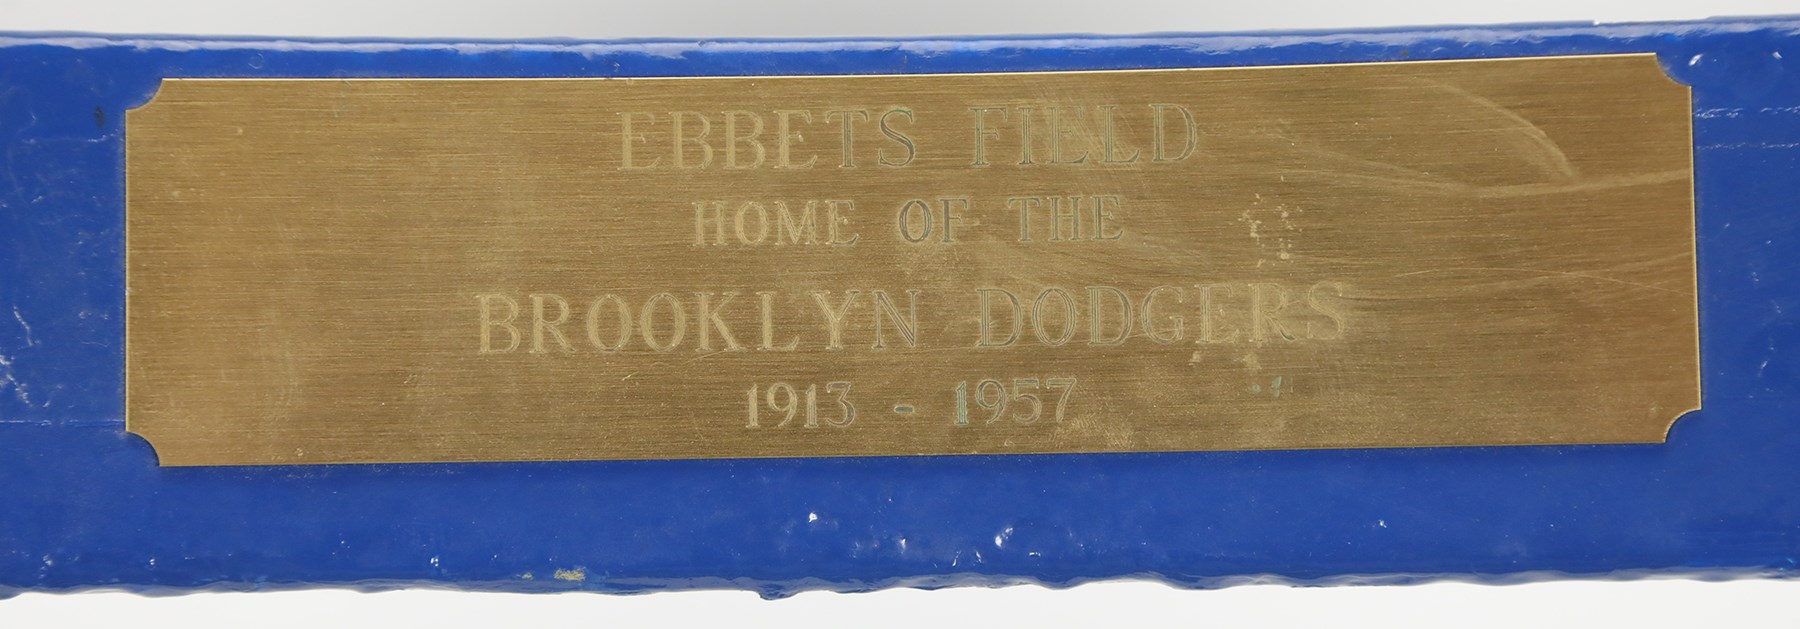 EBBETS FIELD
HOME OF THE
BROOKLYN DODGERS
1913 - 1957